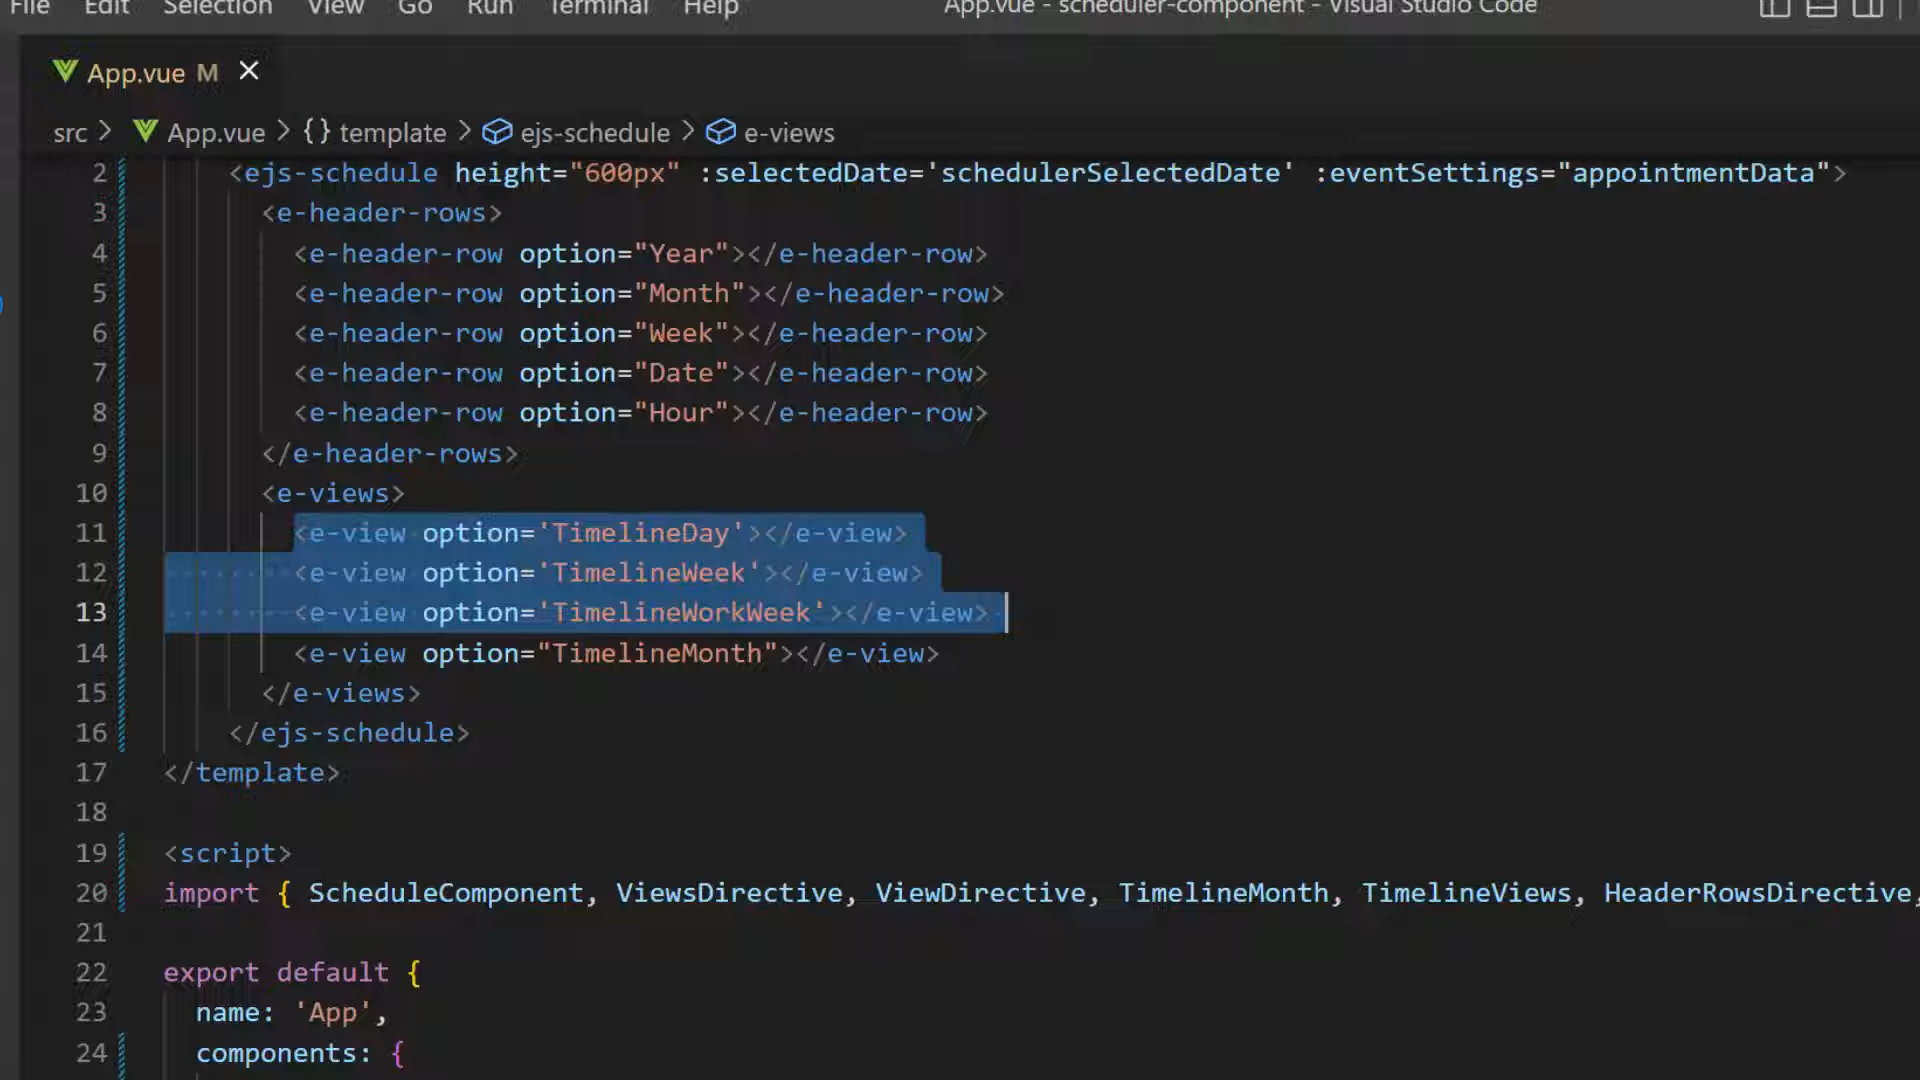 File Edit Selection View Go Run Terminal Help App.vue - scheduler-component - Visual Studio Code
App.vue M
src > App.vue > {} template > ejs-schedule > e-views
2 <ejs-schedule height="600px" :selectedDate='schedulerSelectedDate' :eventSettings="appointmentData">
3 <e-header-rows>
4 <e-header-row option="Year"></e-header-row>
5 <e-header-row option="Month"></e-header-row>
6 <e-header-row option="Week"></e-header-row>
7 <e-header-row option="Date"></e-header-row>
8 <e-header-row option="Hour"></e-header-row>
9 </e-header-rows>
10 <e-views>
11 <e-view option='TimelineDay'></e-view>
12 <e-view option='TimelineWeek'></e-view>
13 <e-view option='TimelineWorkWeek'></e-view>
14 <e-view option="TimelineMonth"></e-view>
15 </e-views>
16 </ejs-schedule>
17 </template>
18
19 <script>
20 import { ScheduleComponent, ViewsDirective, ViewDirective, TimelineMonth, TimelineViews, HeaderRowsDirective,
21
22 export default {
23 name: 'App',
24 components: {